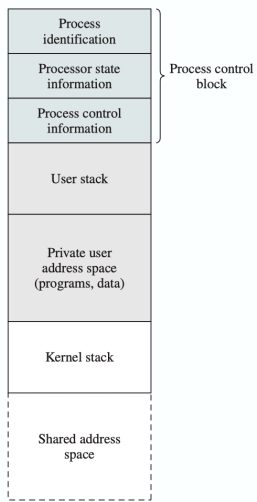 Process
identification
Processor state
information
Process control
information
Process control
block
User stack
Private user
address space
(programs, data)
Kernel stack
Shared address
space